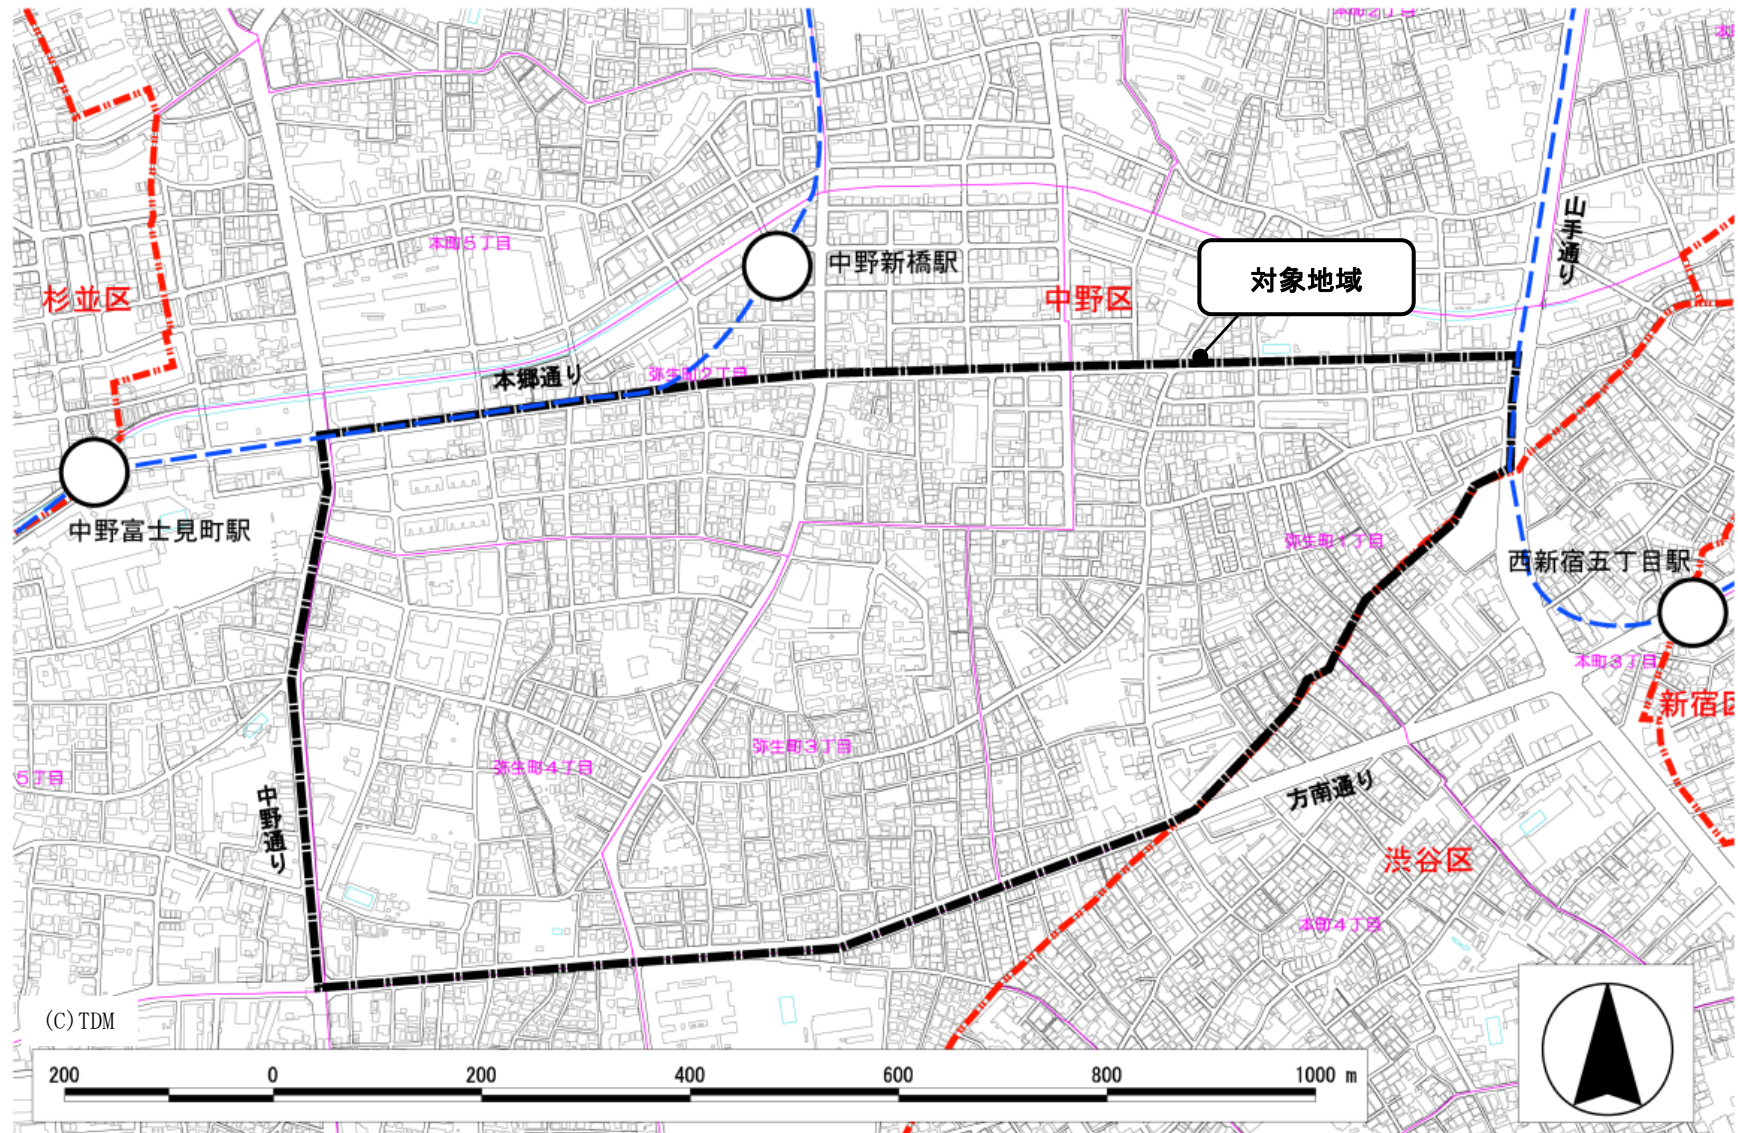 本町2丁目
山手通り
本町5丁目
中野新橋駅
杉並区
中野区
対象地域
本郷通り
弥生町2丁目
中野富士見町駅
弥生町1丁目
西新宿五丁目駅
本町3丁目
新宿区
弥生町3丁目
弥生町4丁目
5丁目
中野通り
方南通り
渋谷区
本町4丁目
(C)TDM
200 0 200 400 600 800 1000 m